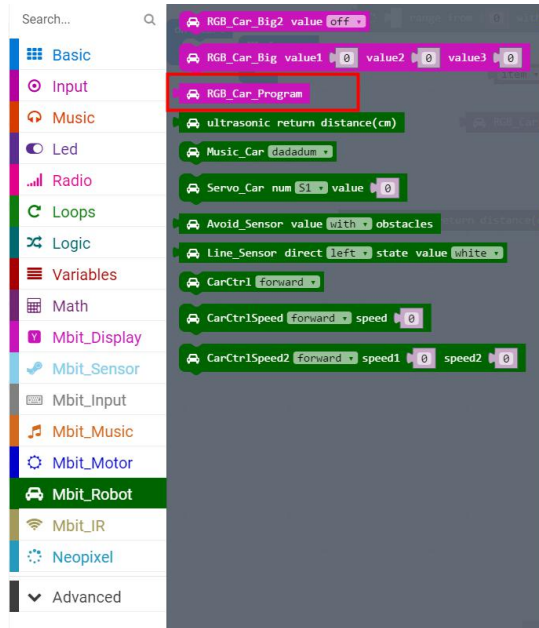 Search...
Basic
Input
Music
Led
Radio
Loops
Logic
Variables
Math
Mbit_Display
Mbit_Sensor
Mbit_Input
Mbit_Music
Mbit_Motor
Mbit_Robot
Mbit_IR
Neopixel
Advanced
RGB_Car_Big2 value off
RGB_Car_Big value1 0 value2 0 value3 0
RGB_Car_Program
ultrasonic return distance(cm)
Music_Car dadadum
Servo_Car num S1 value 0
Avoid_Sensor value with obstacles
Line_Sensor direct left state value white
CarCtrl forward
CarCtrlSpeed forward speed 0
CarCtrlSpeed2 forward speed1 0 speed2 0